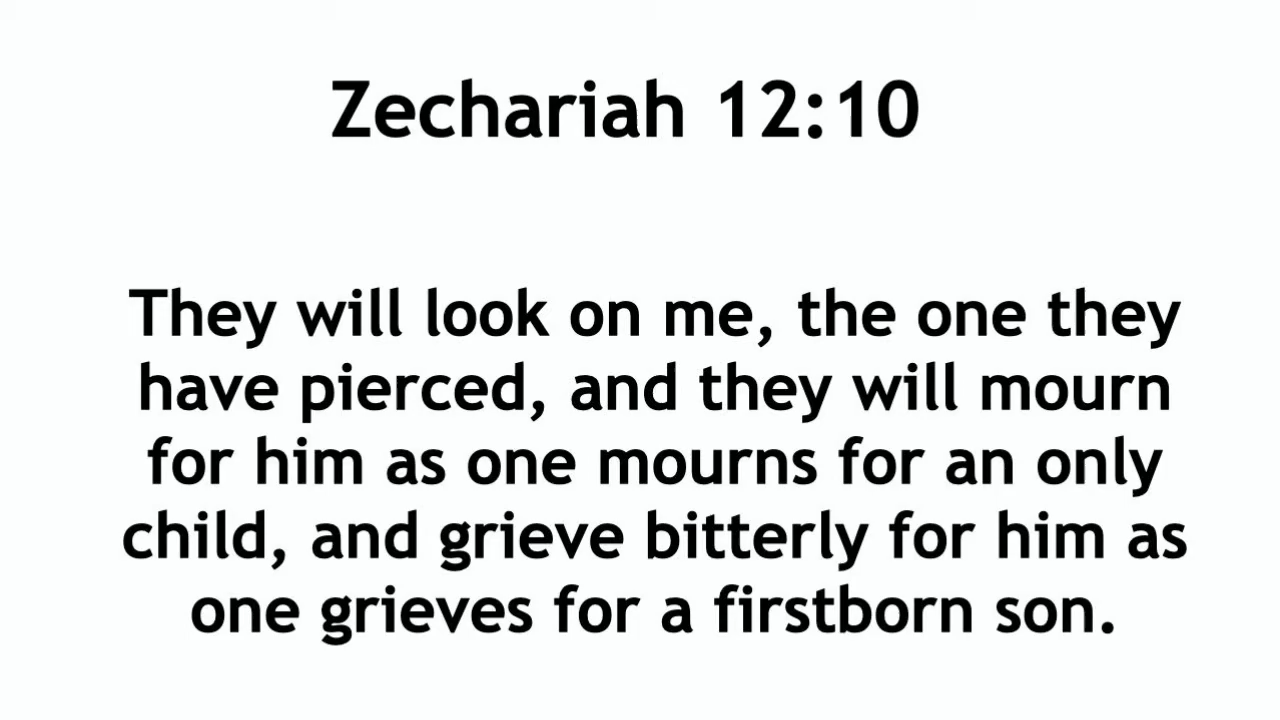 Zechariah 12:10
They will look on me, the one they
have pierced, and they will mourn
for him as one mourns for an only
child, and grieve bitterly for him as
one grieves for a firstborn son.